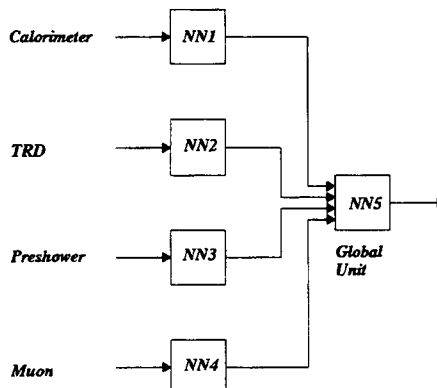 Calorimeter
NN1
TRD
NN2
NN5
Global
Unit
Preshower
NN3
Muon
NN4